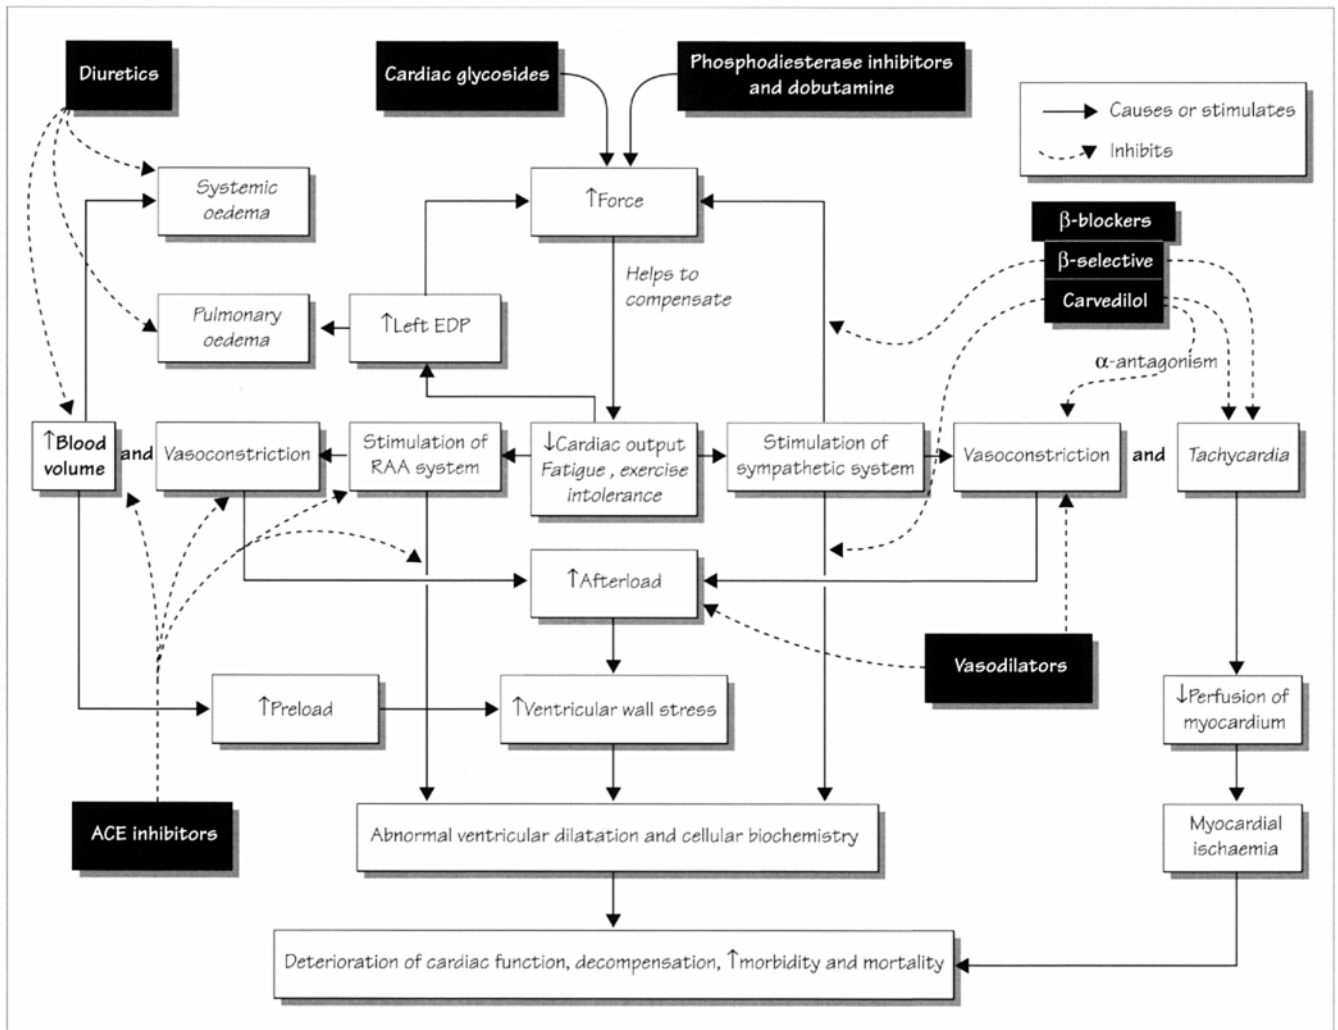 Diuretics
Cardiac glycosides
Phosphodiesterase inhibitors
and dobutamine
Causes or stimulates
Inhibits
Systemic
oedema
↑Force
β-blockers
β-selective
Carvedilol
Helps to
compensate
Pulmonary
oedema
↑Left EDP
α-antagonism
↑Blood
volume
and
Vasoconstriction
Stimulation of
RAA system
↓Cardiac output
Fatigue, exercise
intolerance
Stimulation of
sympathetic system
Vasoconstriction
and
Tachycardia
↑Afterload
Vasodilators
↑Preload
↑Ventricular wall stress
↓Perfusion of
myocardium
ACE inhibitors
Abnormal ventricular dilatation and cellular biochemistry
Myocardial
ischaemia
Deterioration of cardiac function, decompensation, ↑morbidity and mortality